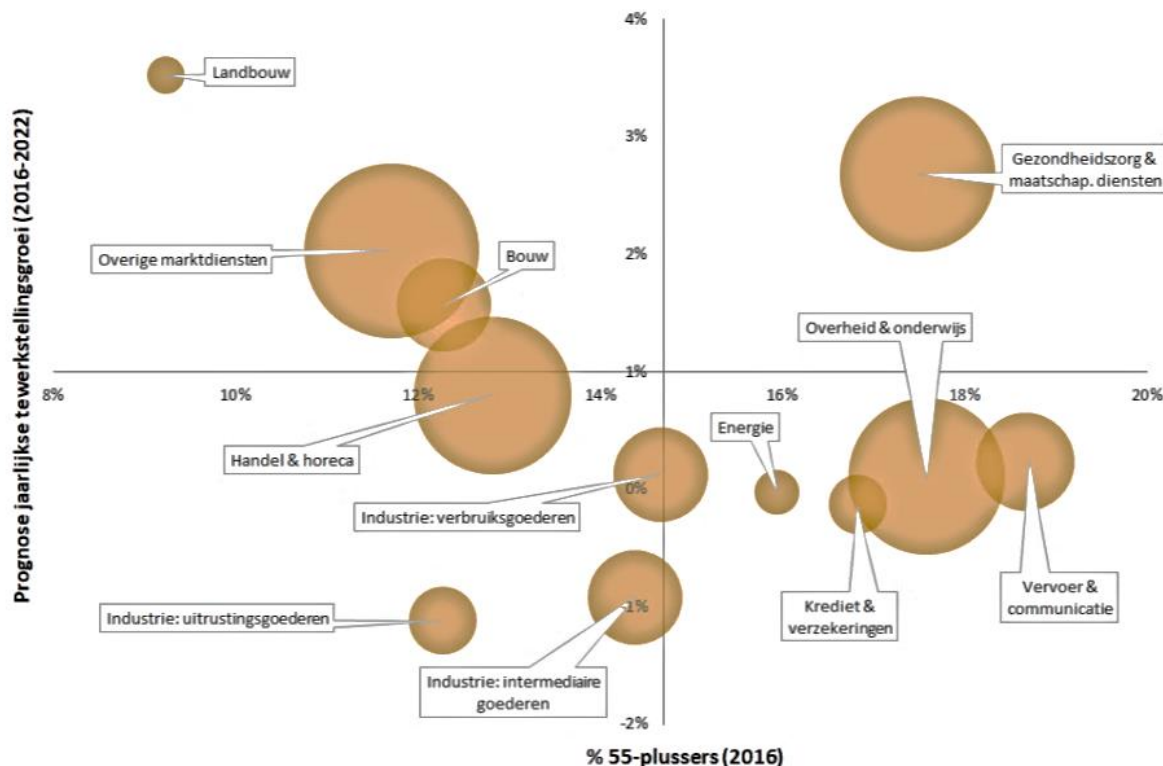 4%
Landbouw
3%
Gezondheidszorg &
maatschap. diensten
Prognose jaarlijkse tewerkstellingsgroei (2016-2022)
2%
Overige marktdiensten
Bouw
Overheid & onderwijs
1%
8%
10%
12%
14%
16%
18%
20%
Energie
Handel & horeca
0%
Industrie: verbruiksgoederen
Vervoer &
communicatie
Krediet &
verzekeringen
-1%
Industrie: uitrustingsgoederen
Industrie: intermediaire
goederen
-2%
% 55-plussers (2016)